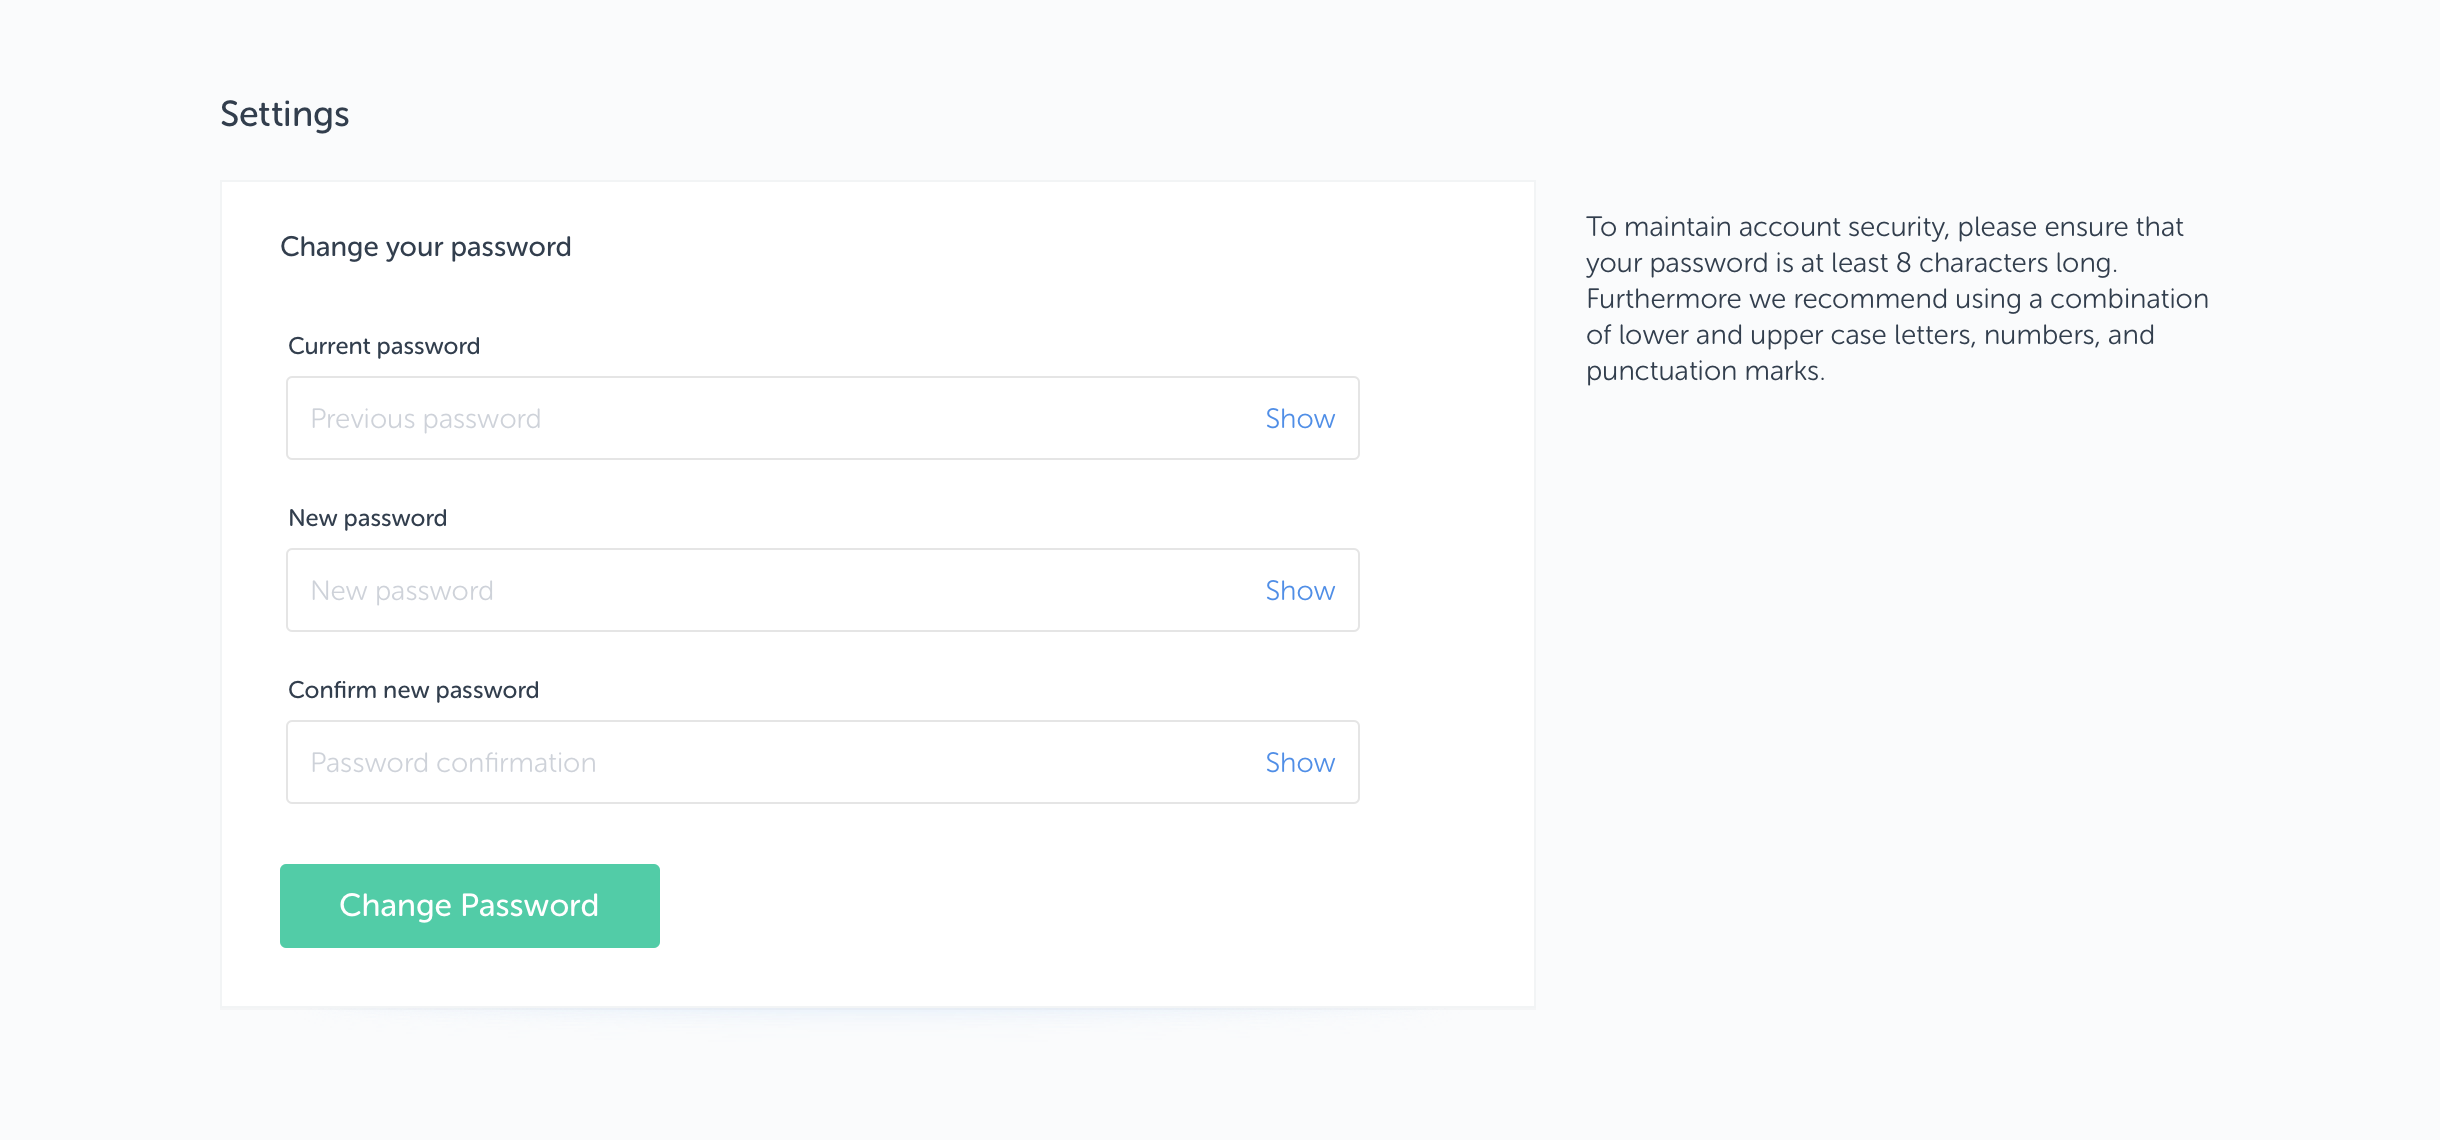 Settings
Change your password
Current password
Previous password
Show
New password
New password
Show
Confirm new password
Password confirmation
Show
Change Password
To maintain account security, please ensure that
your password is at least 8 characters long.
Furthermore we recommend using a combination
of lower and upper case letters, numbers, and
punctuation marks.